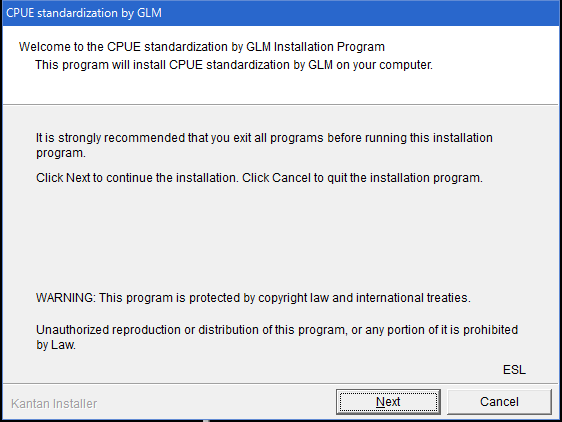 CPUE standardization by GLM
Welcome to the CPUE standardization by GLM Installation Program
This program will install CPUE standardization by GLM on your computer.
It is strongly recommended that you exit all programs before running this installation
program.
Click Next to continue the installation. Click Cancel to quit the installation program.
WARNING: This program is protected by copyright law and international treaties.
Unauthorized reproduction or distribution of this program, or any portion of it is prohibited
by Law.
ESL
Kantan Installer
Next
Cancel